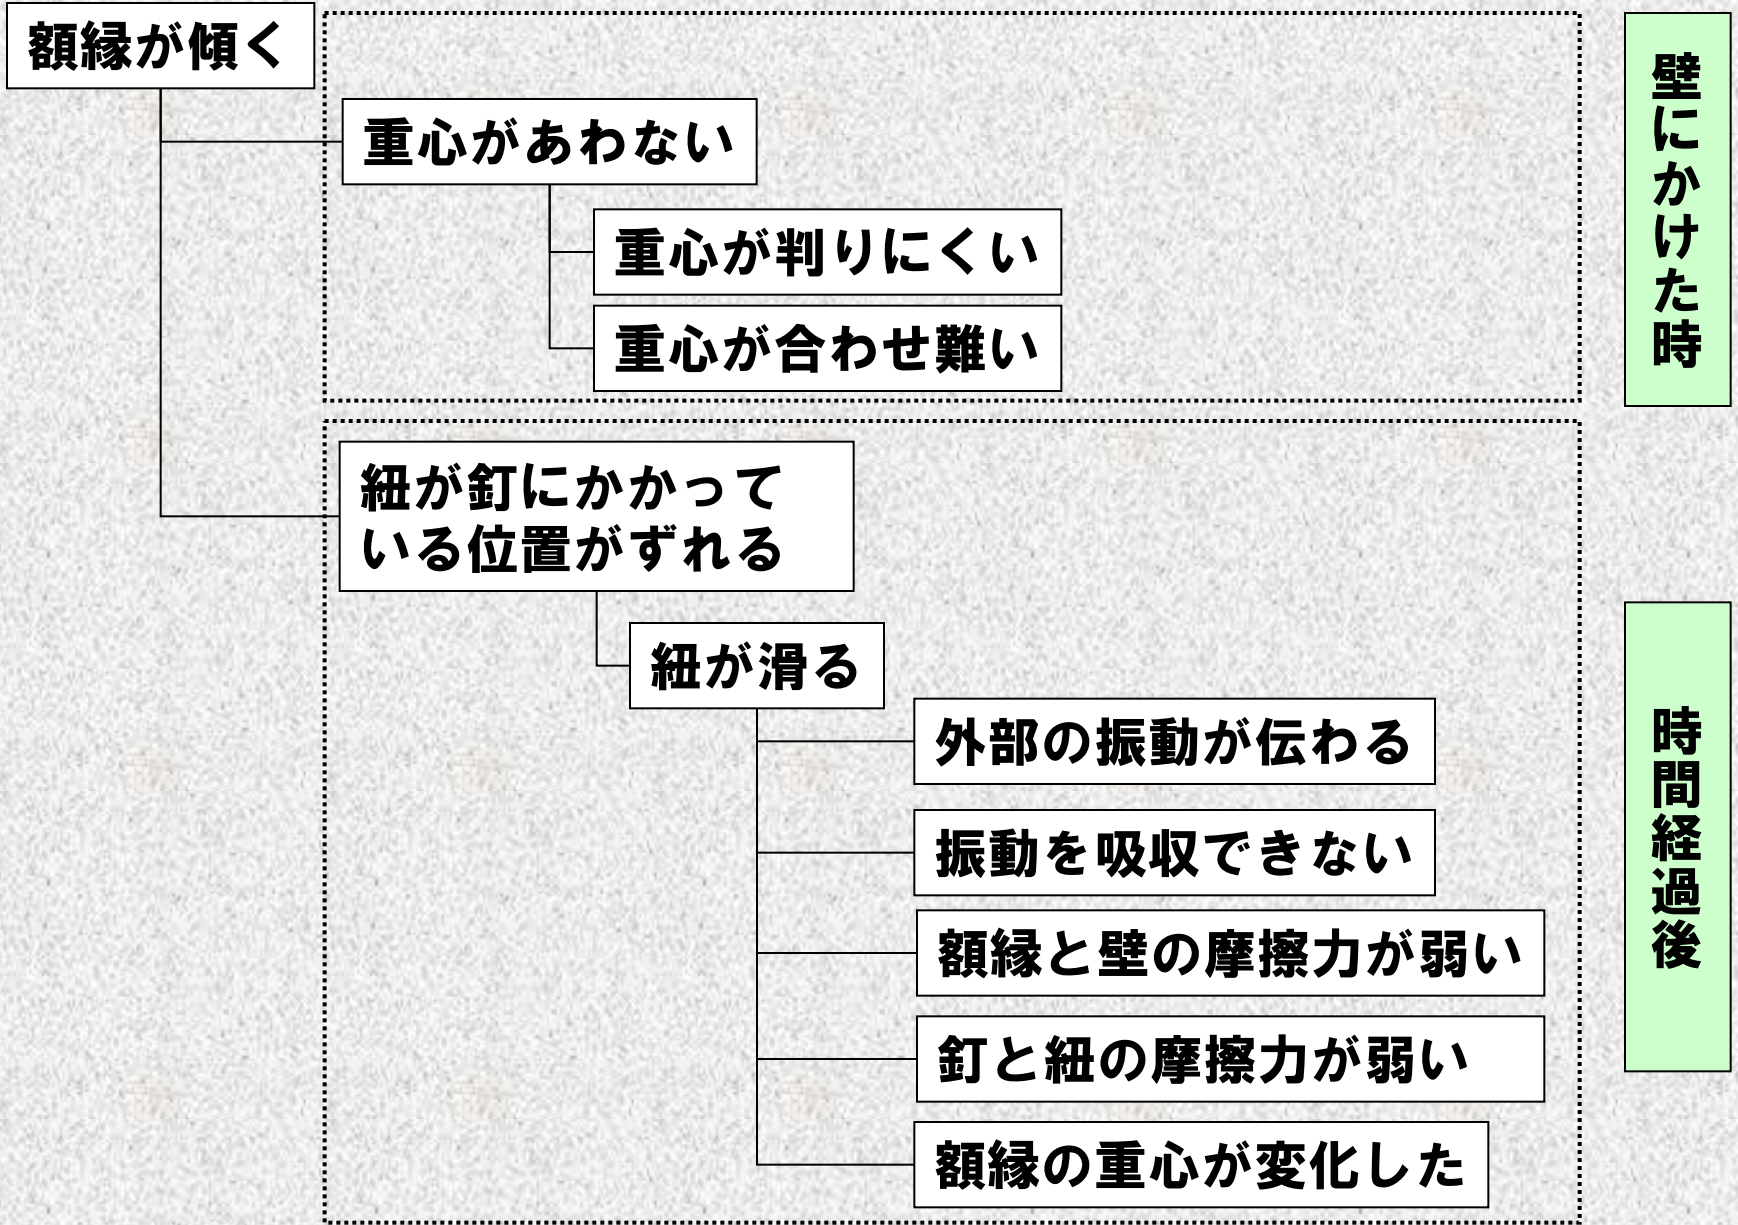 額縁が傾く
重心があわない
重心が判りにくい
重心が合わせ難い
壁にかけた時
紐が釘にかかって
いる位置がずれる
紐が滑る
外部の振動が伝わる
振動を吸収できない
額縁と壁の摩擦力が弱い
釘と紐の摩擦力が弱い
額縁の重心が変化した
時間経過後